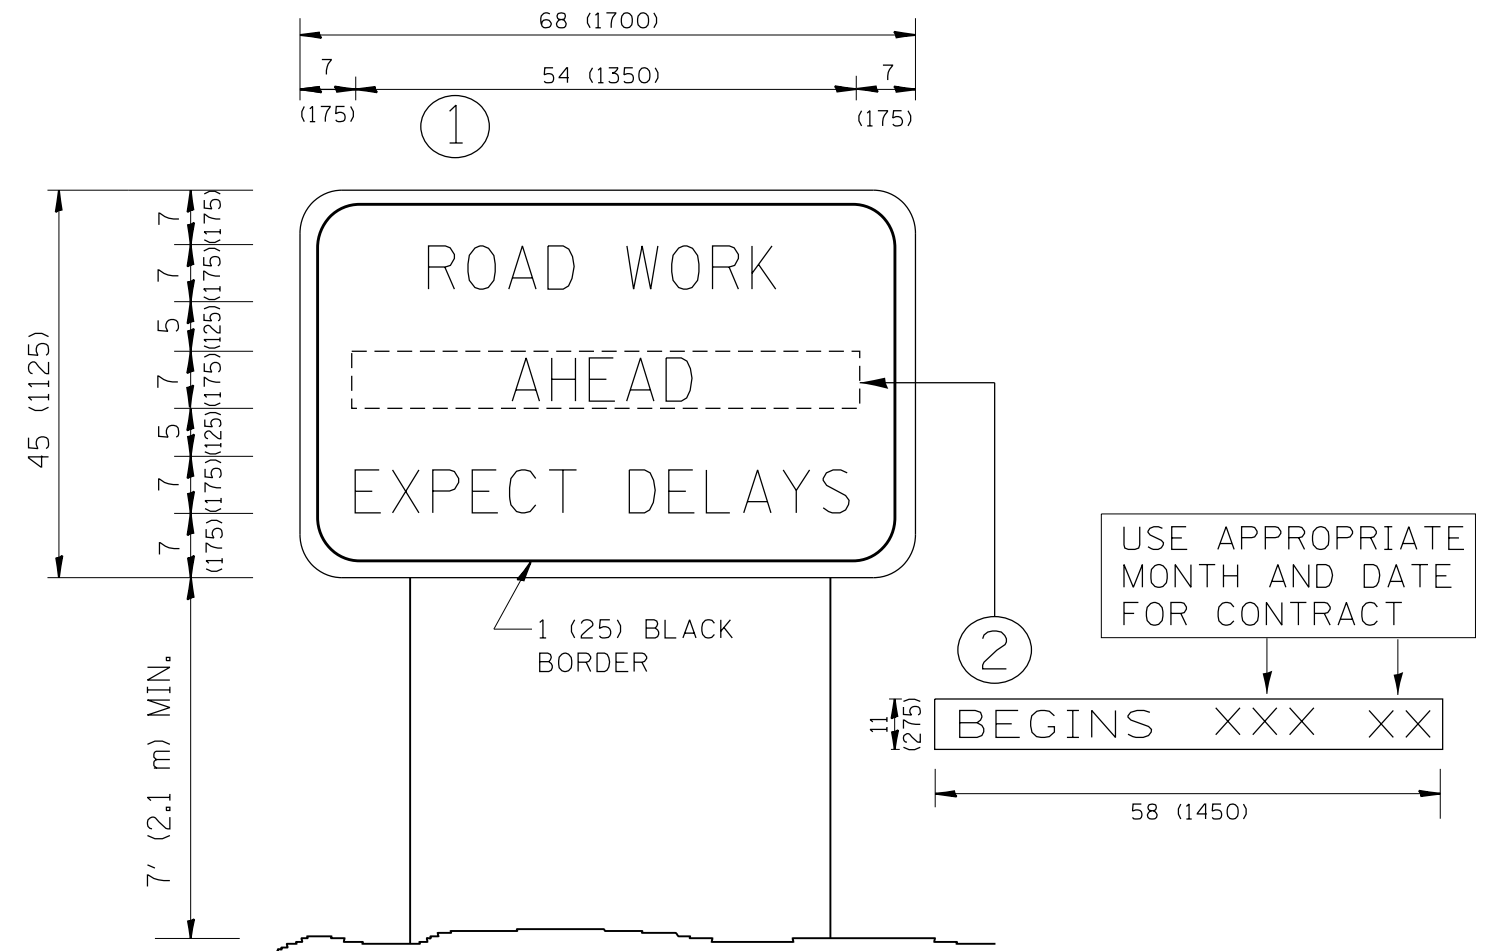 68 (1700)
7
54 (1350)
7
(175)
(175)
1
7
(175)
7
(175)
5
(125)
7
(175)
5
(125)
7
(175)
7
(175)
45 (1125)
ROAD WORK
AHEAD
EXPECT DELAYS
1 (25) BLACK
BORDER
7' (2.1 m) MIN.
USE APPROPRIATE
MONTH AND DATE
FOR CONTRACT
2
11
(275)
BEGINS XXX XX
58 (1450)